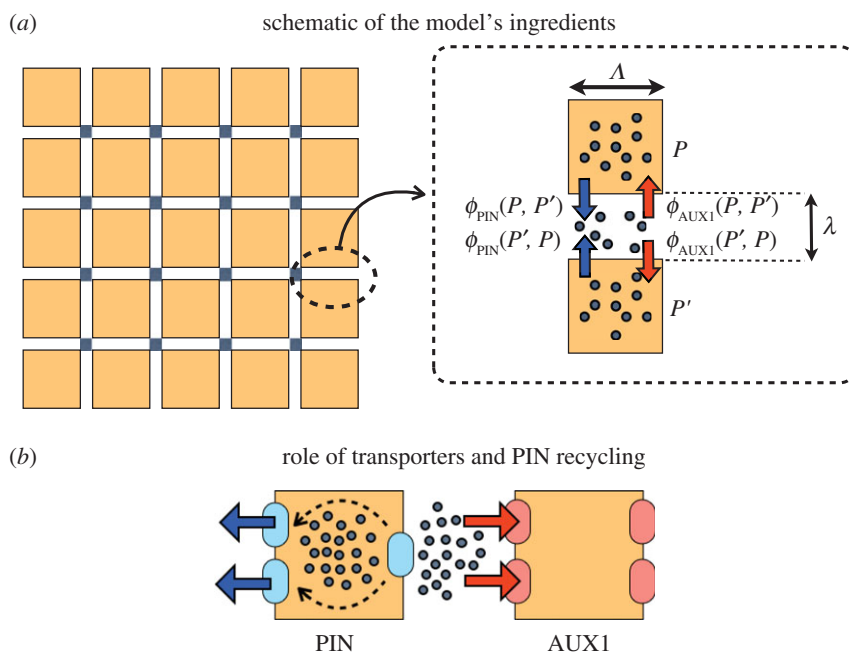 (a) schematic of the model's ingredients
Λ
P
ϕPIN(P, P′) ϕAUX1(P, P′)
λ
ϕPIN(P′, P) ϕAUX1(P′, P)
P′
(b) role of transporters and PIN recycling
PIN AUX1